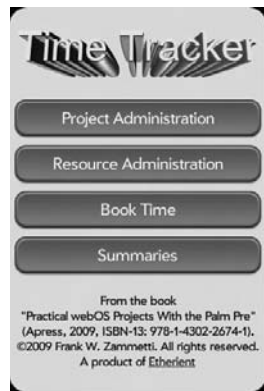 Time Tracker
Project Administration
Resource Administration
Book Time
Summaries
From the book
"Practical webOS Projects With the Palm Pre"
(Apress, 2009, ISBN-13: 978-1-4302-2674-1).
©2009 Frank W. Zammetti. All rights reserved.
A product of Etherient